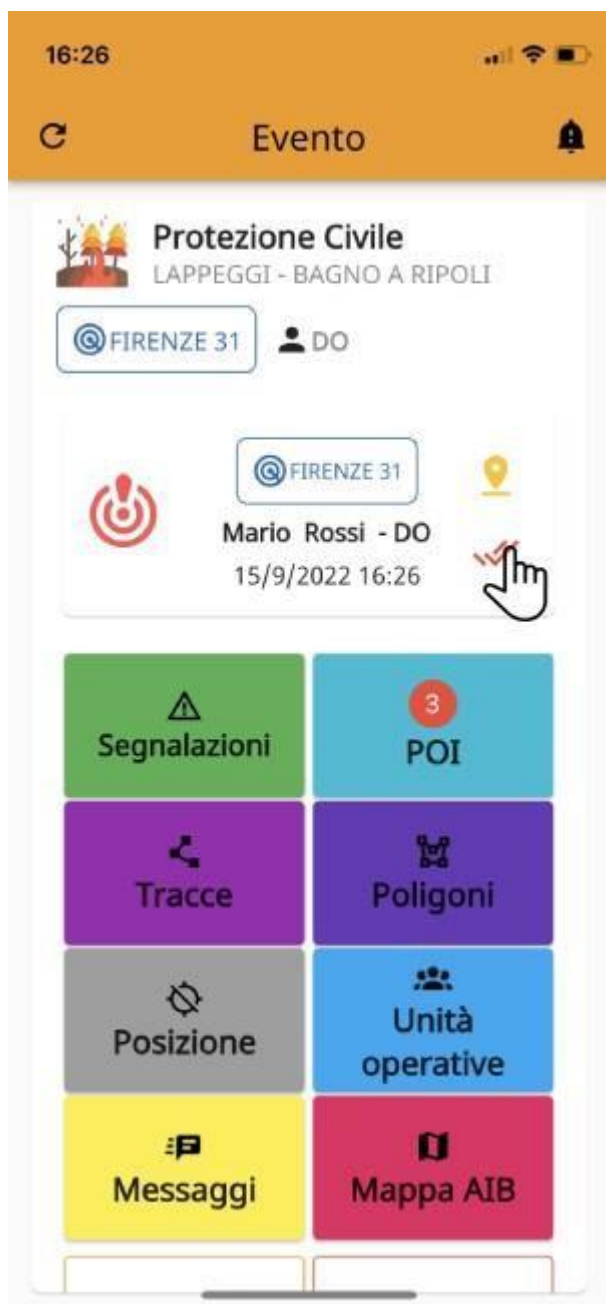 16:26
Evento
Protezione Civile
LAPPEGGI - BAGNO A RIPOLI
FIRENZE 31
DO
FIRENZE 31
Mario Rossi - DO
15/9/2022 16:26
Segnalazioni
3
POI
Tracce
Poligoni
Posizione
Unità
operative
Messaggi
Mappa AIB